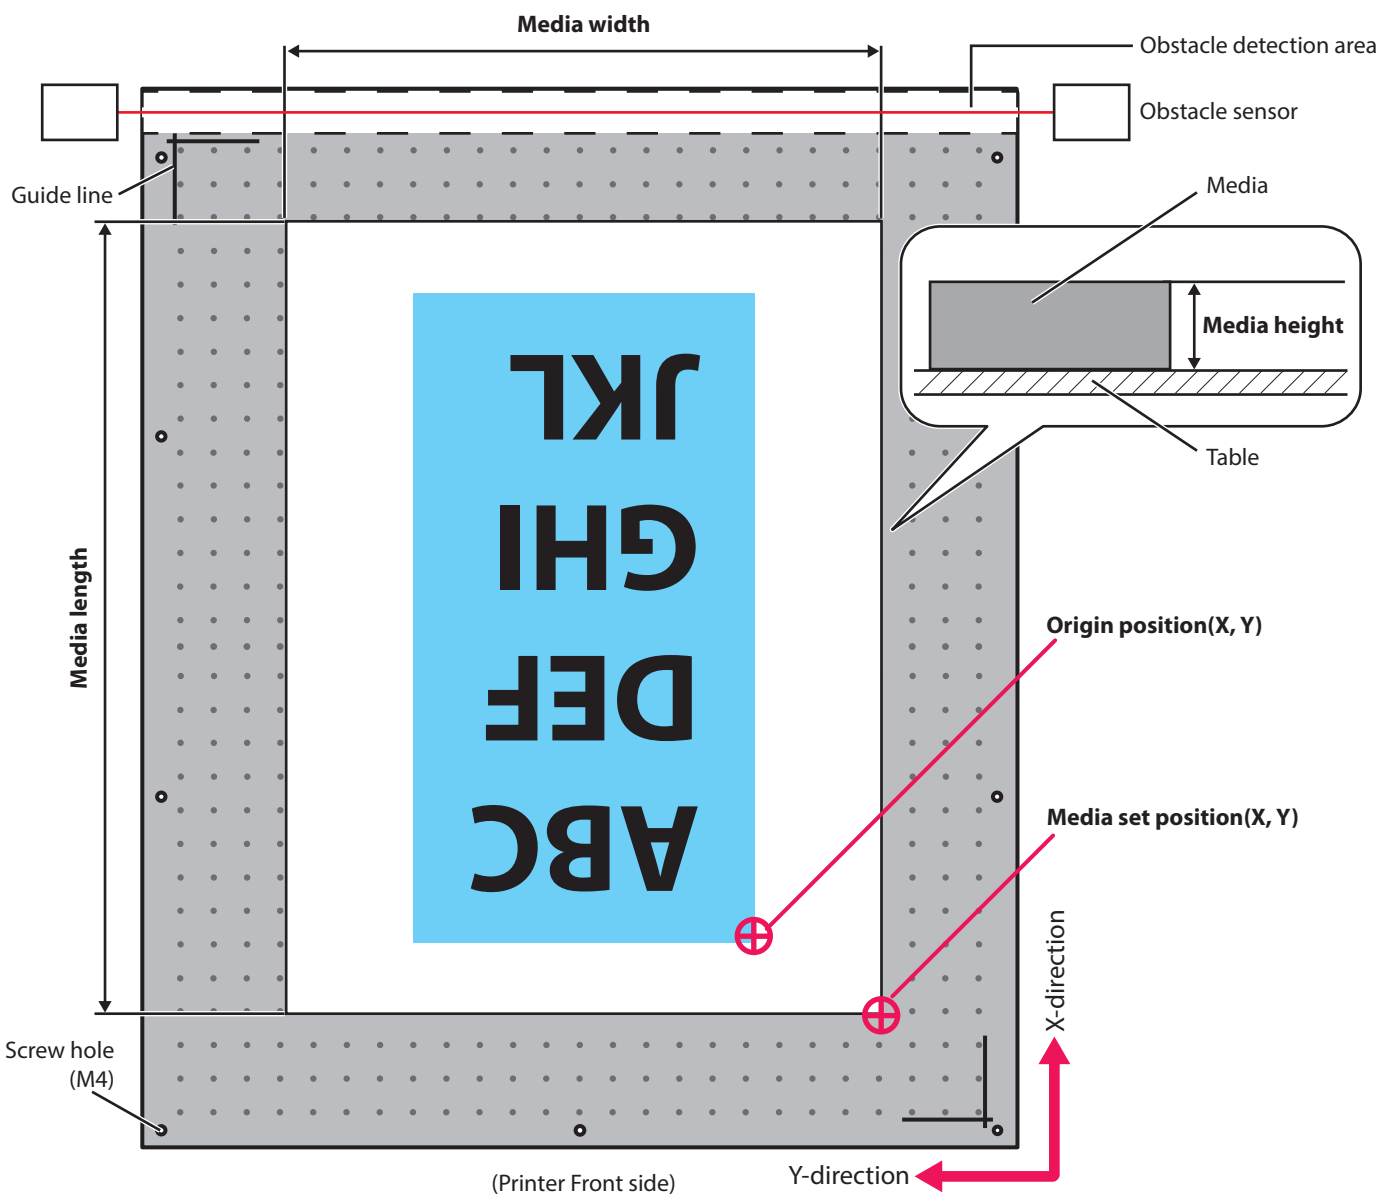 Media width
Obstacle detection area
Obstacle sensor
Guide line
Media
Media height
Table
JKL
GHI
DEF
ABC
Media length
Origin position(X, Y)
Media set position(X, Y)
X-direction
Screw hole
(M4)
Y-direction
(Printer Front side)